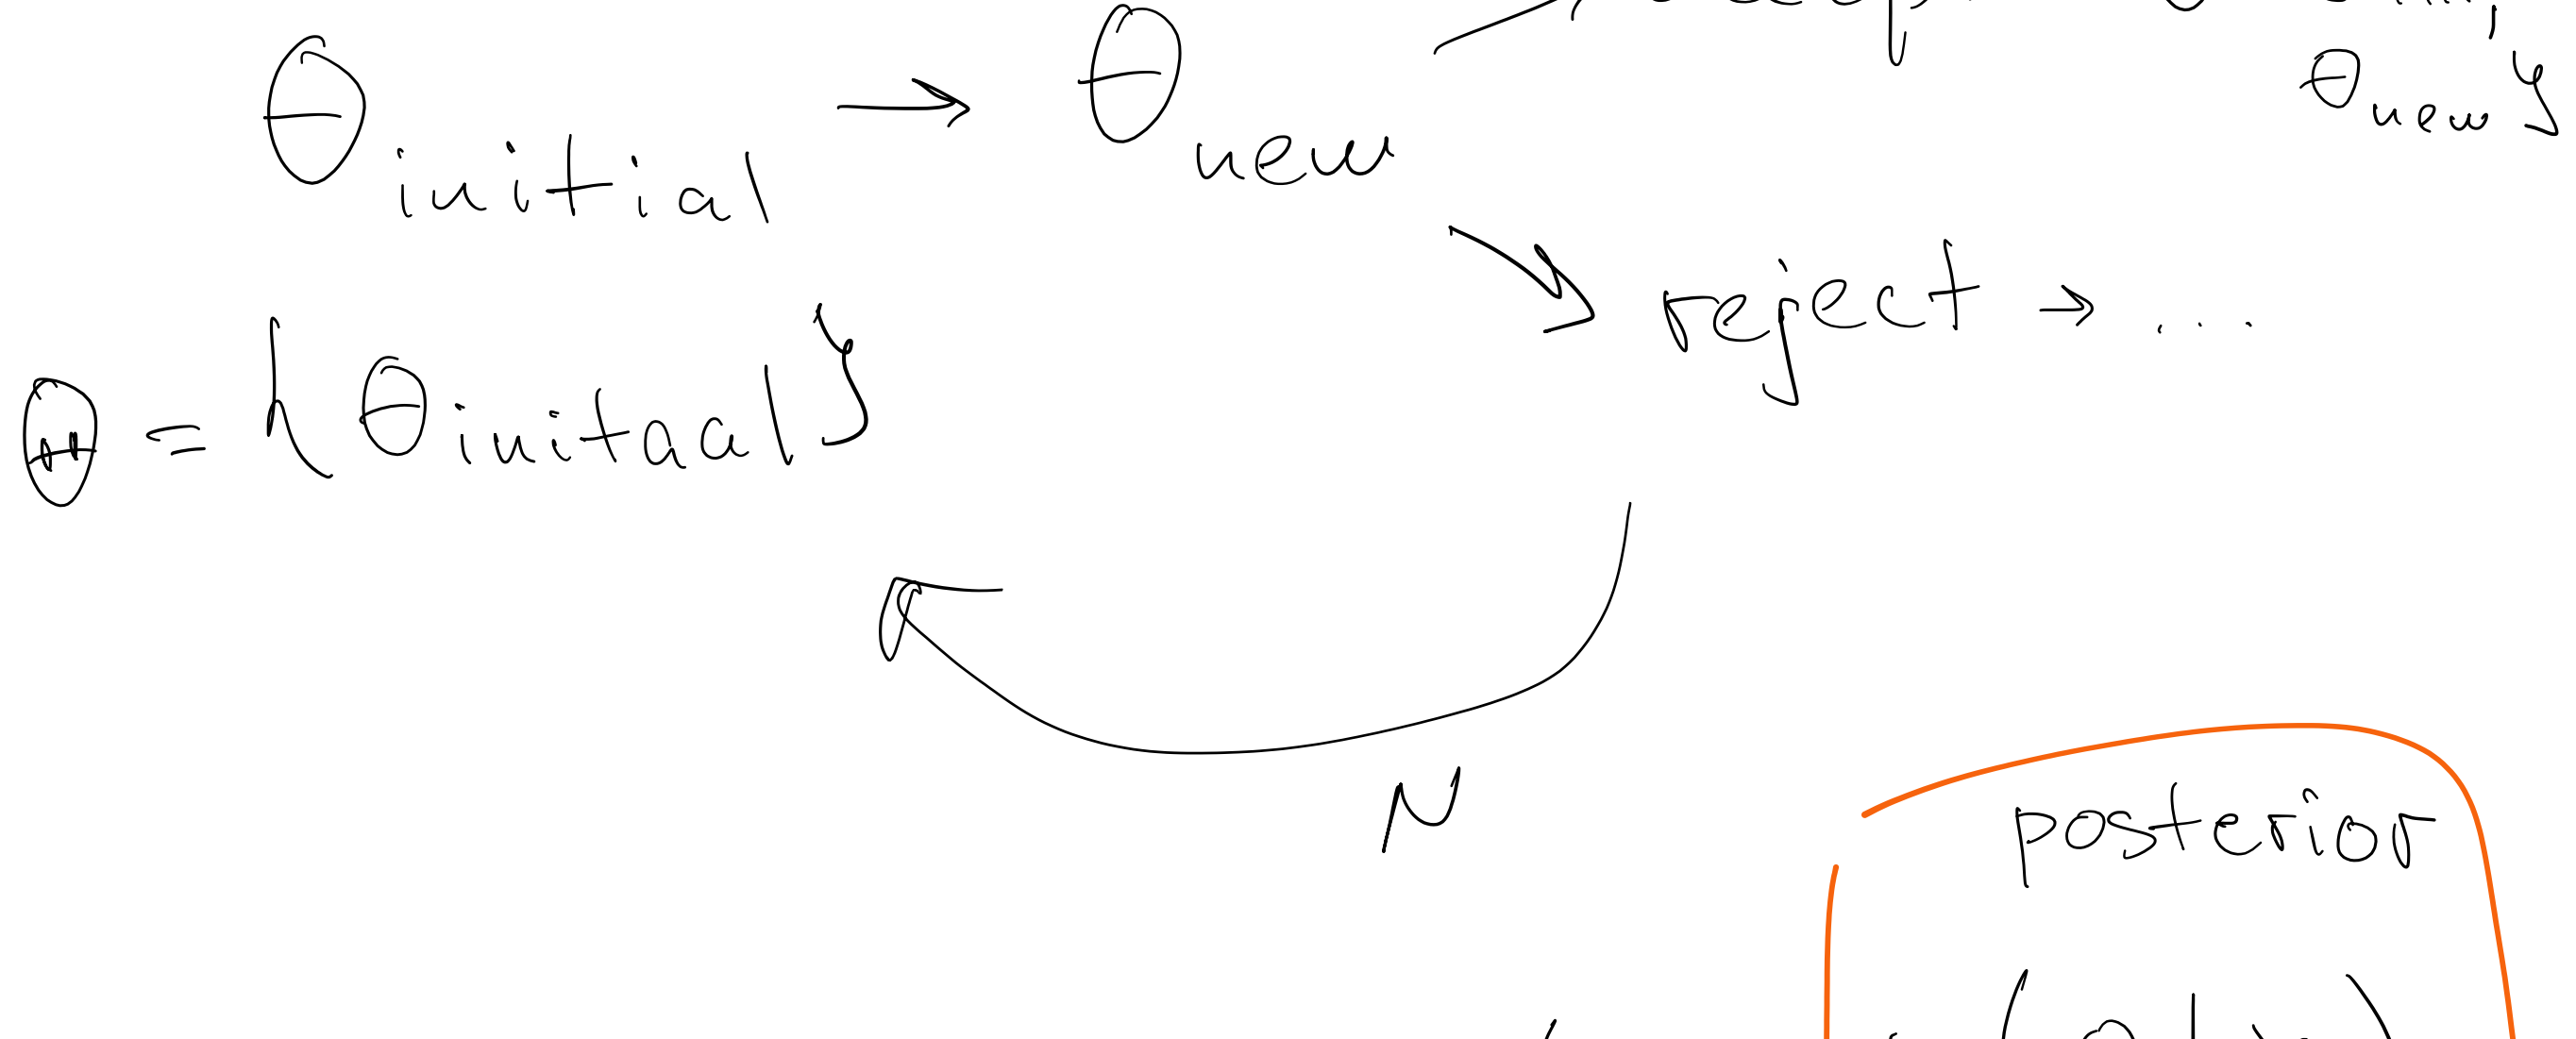 θ initial → θ new
θ new }
reject → ...
θ = { θ initaal }
N
posterior